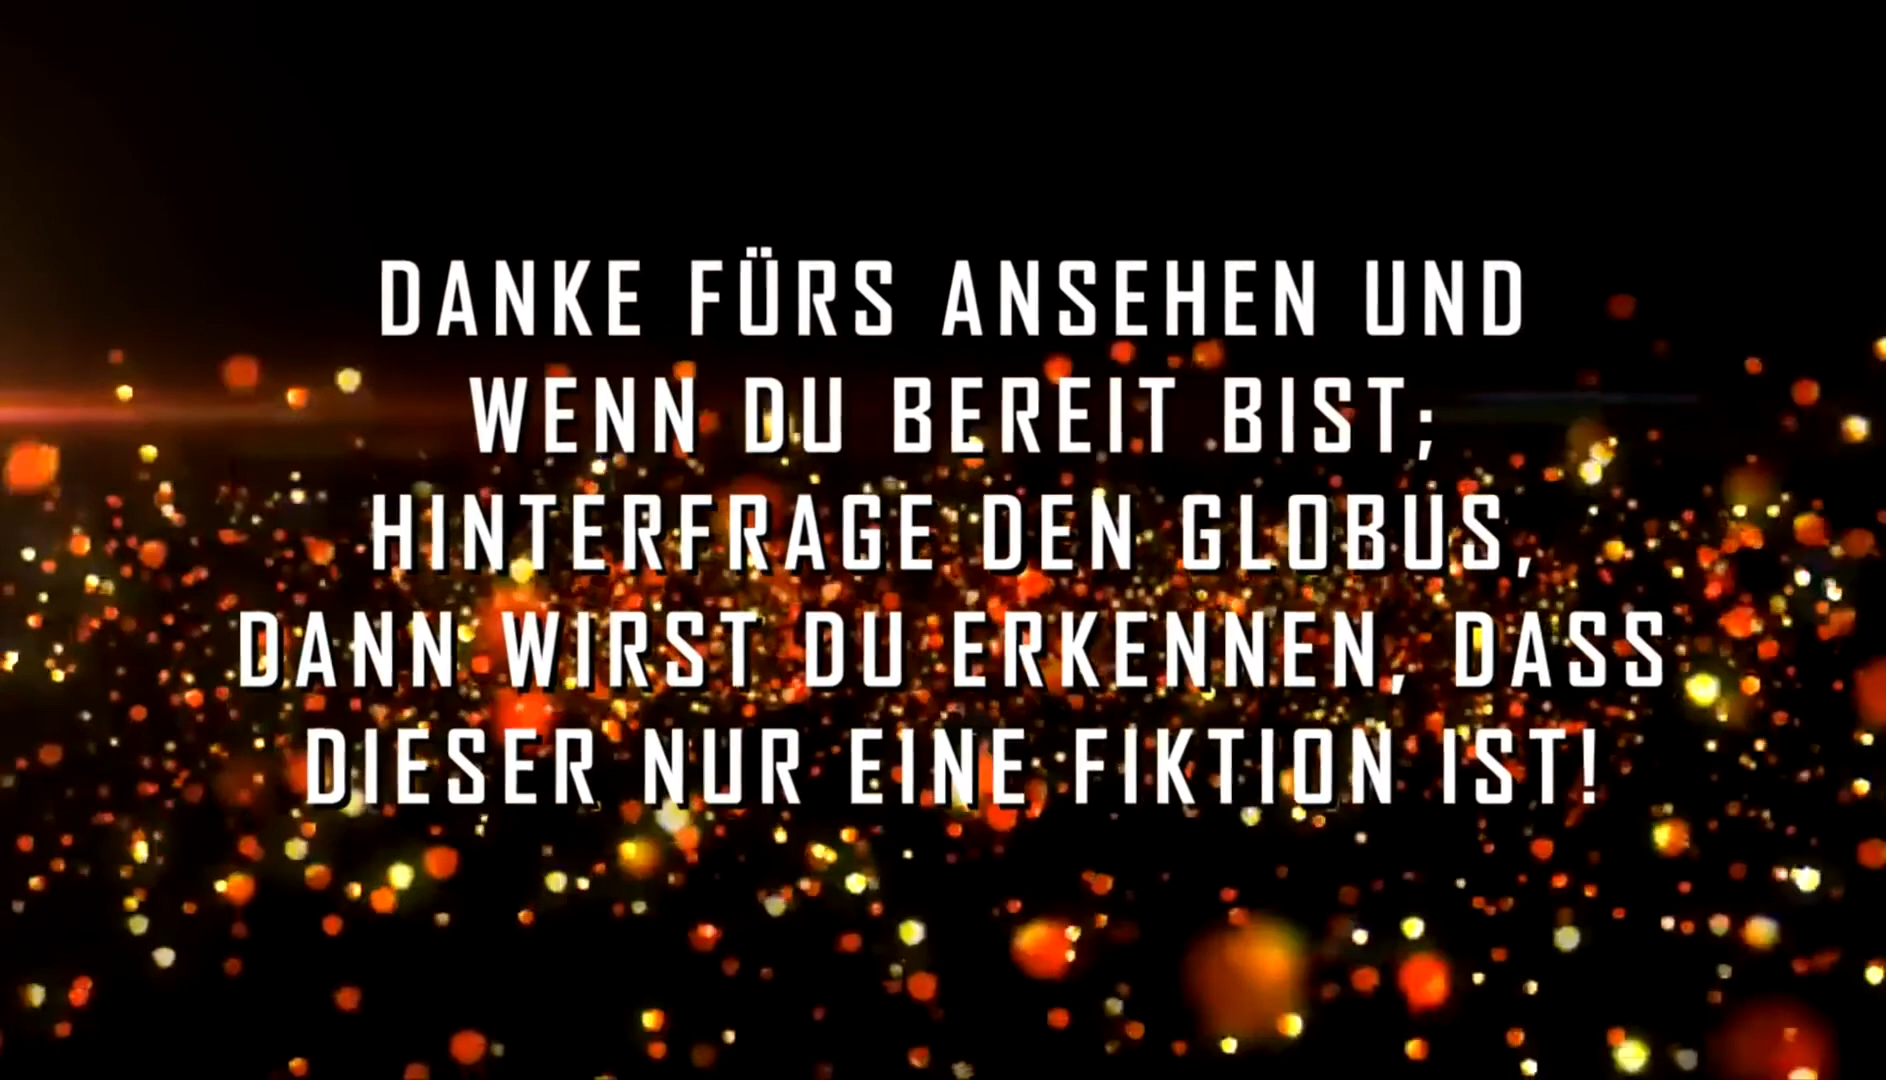 DANKE FÜRS ANSEHEN UND
WENN DU BEREIT BIST;
HINTERFRAGE DEN GLOBUS,
DANN WIRST DU ERKENNEN, DASS
DIESER NUR EINE FIKTION IST!